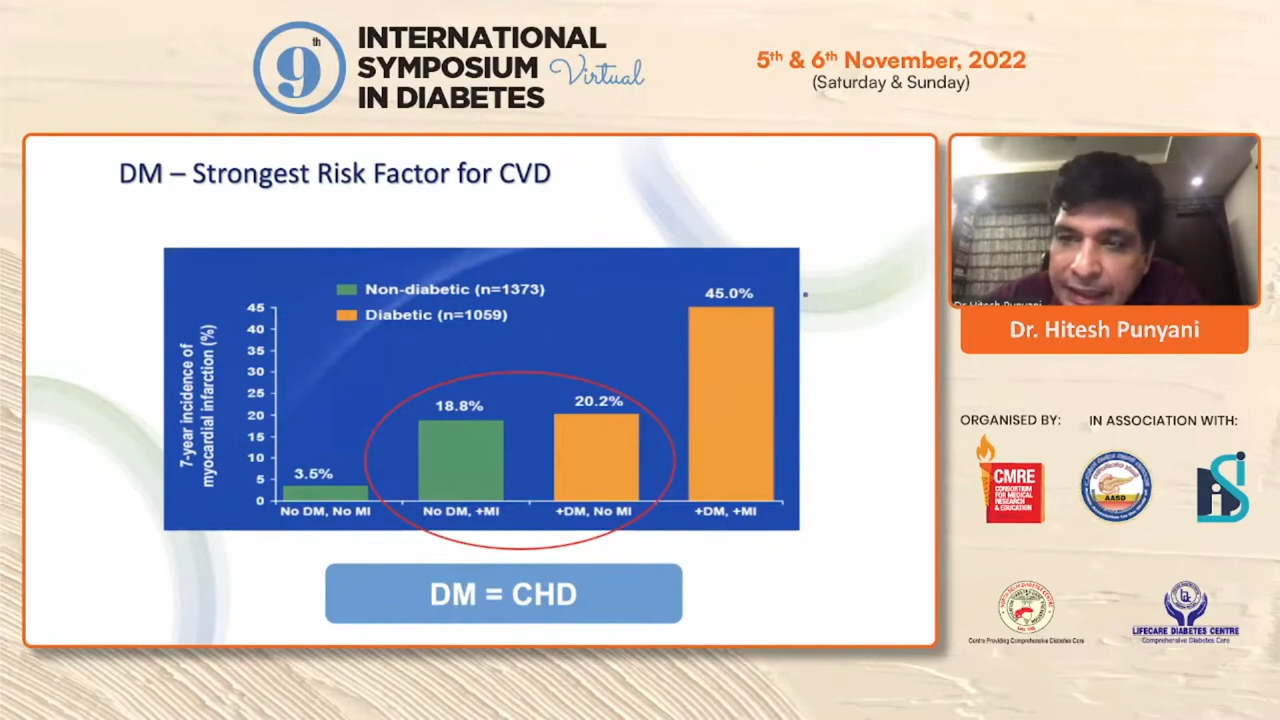 9th
INTERNATIONAL
SYMPOSIUM Virtual
IN DIABETES
5th & 6th November, 2022
(Saturday & Sunday)
DM – Strongest Risk Factor for CVD
Non-diabetic (n=1373)
Diabetic (n=1059)
7-year incidence of
myocardial infarction (%)
45
40
35
30
25
20
15
10
5
0
3.5%
18.8%
20.2%
45.0%
No DM, No MI
No DM, +MI
+DM, No MI
+DM, +MI
DM = CHD
Dr. Hitesh Punyani
Dr. Hitesh Punyani
ORGANISED BY:
IN ASSOCIATION WITH:
CMRE
CONSORTIUM
FOR MEDICAL
RESEARCH
& EDUCATION
AASD
Centre Providing Comprehensive Diabetes Care
LIFECARE DIABETES CENTRE
Comprehensive Diabetes Care